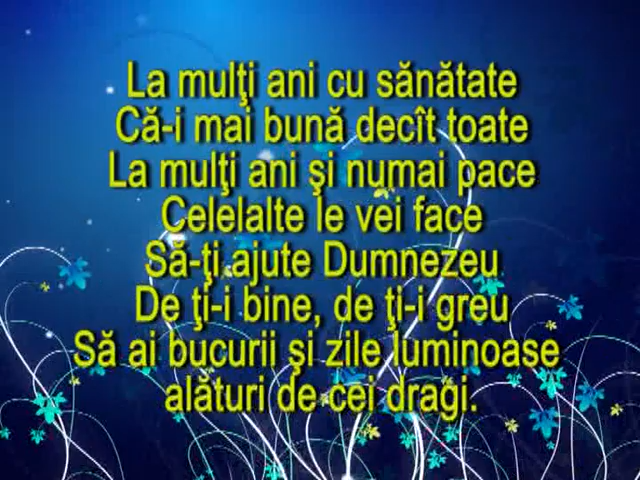 La mulţi ani cu sănătate
Că-i mai bună decît toate
La mulţi ani şi numai pace
Celelalte le vei face
Să-ţi ajute Dumnezeu
De ţi-i bine, de ţi-i greu
Să ai bucurii şi zile luminoase
alături de cei dragi.